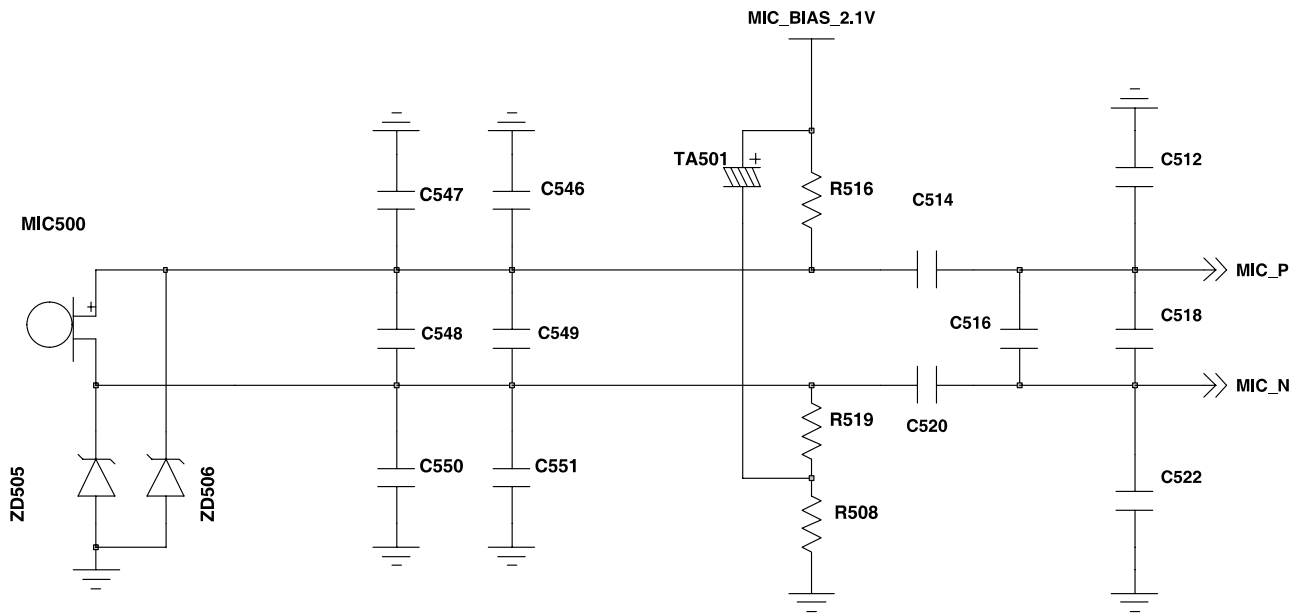 MIC_BIAS_2.1V
TA501
+
R516
C512
C547
C546
C514
MIC500
MIC_P
+
C548
C549
C516
C518
MIC_N
R519
C520
C550
C551
C522
ZD505
ZD506
R508